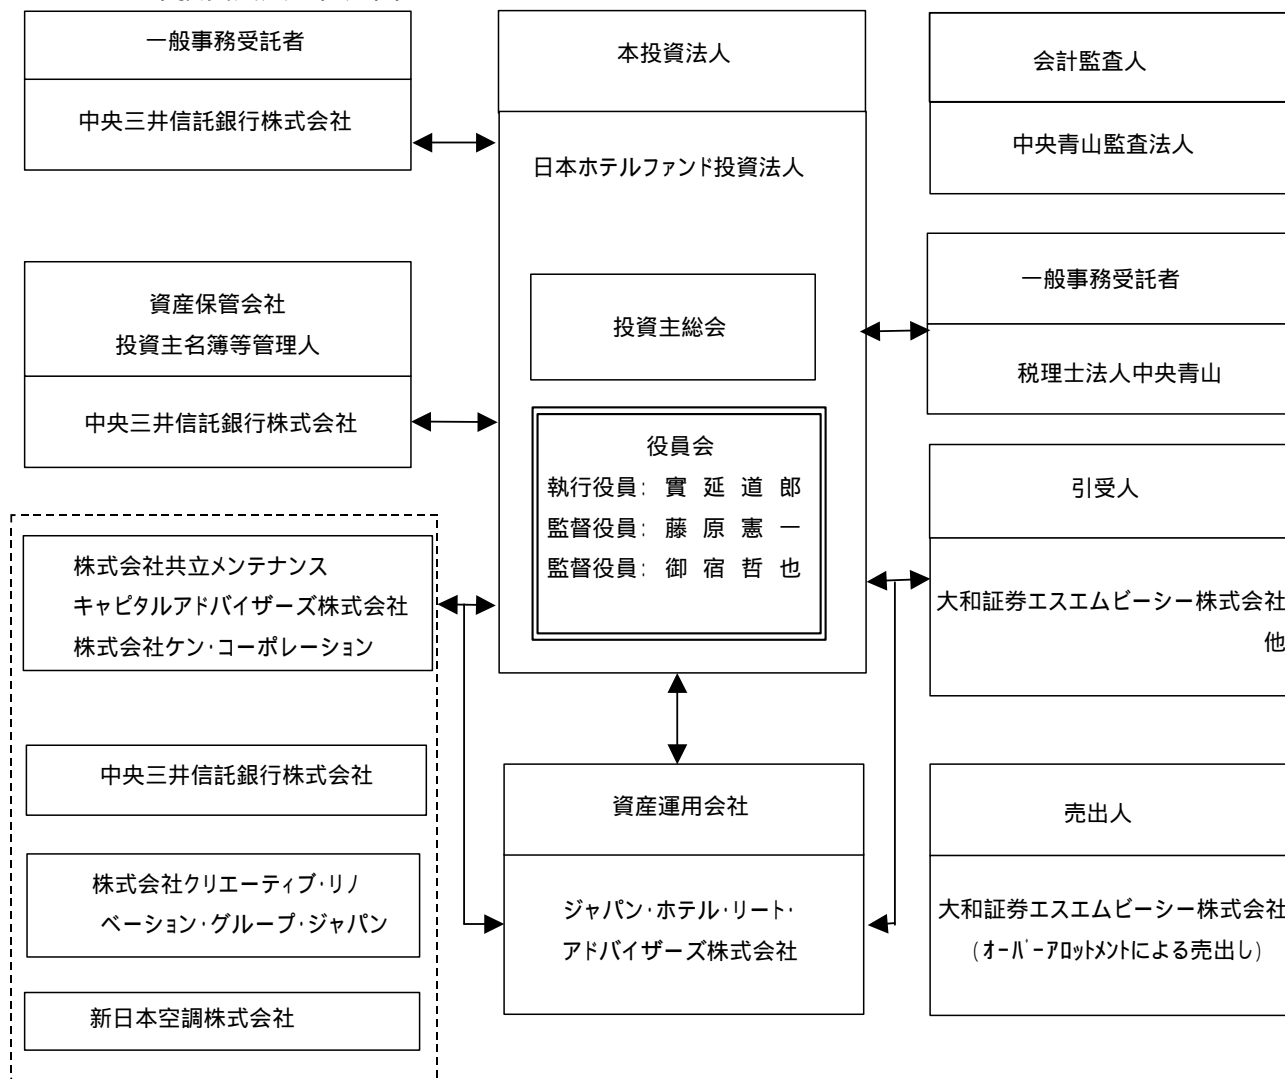 一般事務受託者
中央三井信託銀行株式会社
資産保管会社
投資主名簿等管理人
中央三井信託銀行株式会社
株式会社共立メンテナンス
キャピタルアドバイザーズ株式会社
株式会社ケン・コーポレーション
中央三井信託銀行株式会社
株式会社クリエーティブ・リノ
ベーション・グループ・ジャパン
新日本空調株式会社
本投資法人
日本ホテルファンド投資法人
投資主総会
役員会
執行役員: 實 延 道 郎
監督役員: 藤 原 憲 一
監督役員: 御 宿 哲 也
資産運用会社
ジャパン・ホテル・リート・
アドバイザーズ株式会社
会計監査人
中央青山監査法人
一般事務受託者
税理士法人中央青山
引受人
大和証券エスエムビーシー株式会社
他
売出人
大和証券エスエムビーシー株式会社
(オーバーアロットメントによる売出し)